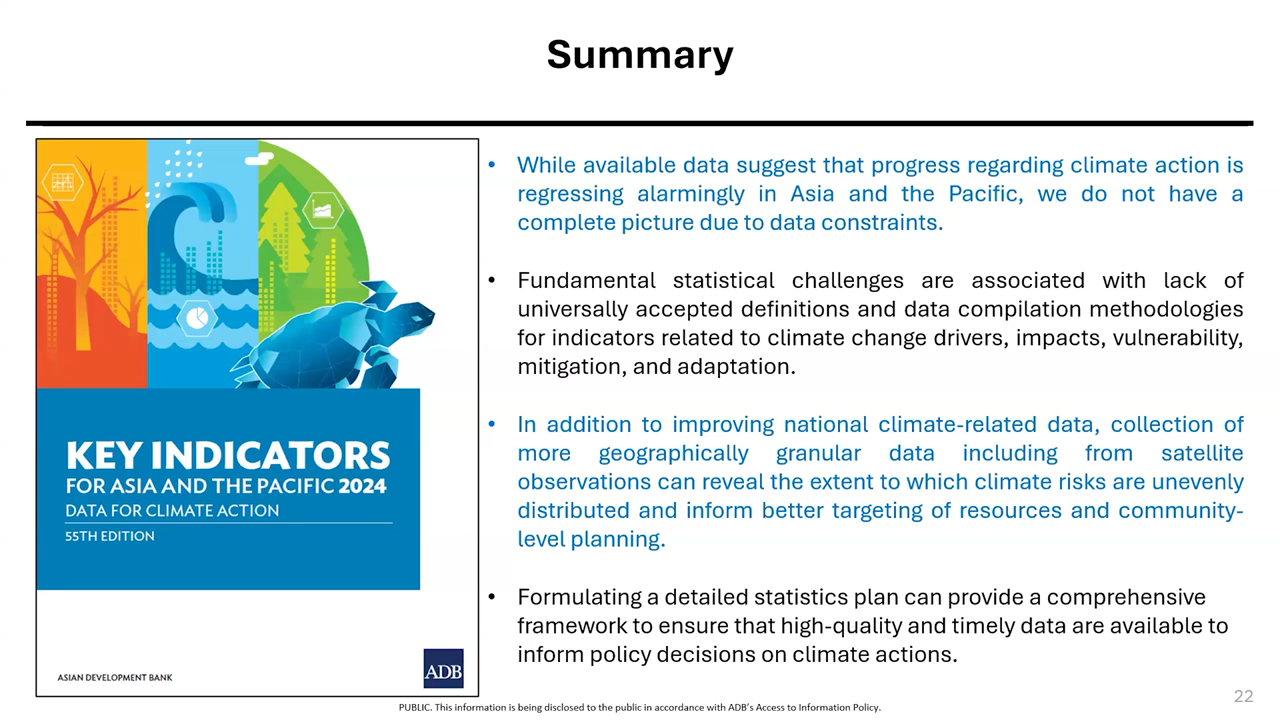 Summary
KEY INDICATORS
FOR ASIA AND THE PACIFIC 2024
DATA FOR CLIMATE ACTION
55TH EDITION
ASIAN DEVELOPMENT BANK
ADB
• While available data suggest that progress regarding climate action is
regressing alarmingly in Asia and the Pacific, we do not have a
complete picture due to data constraints.
• Fundamental statistical challenges are associated with lack of
universally accepted definitions and data compilation methodologies
for indicators related to climate change drivers, impacts, vulnerability,
mitigation, and adaptation.
• In addition to improving national climate-related data, collection of
more geographically granular data including from satellite
observations can reveal the extent to which climate risks are unevenly
distributed and inform better targeting of resources and community-
level planning.
• Formulating a detailed statistics plan can provide a comprehensive
framework to ensure that high-quality and timely data are available to
inform policy decisions on climate actions.
PUBLIC. This information is being disclosed to the public in accordance with ADB's Access to Information Policy.
22